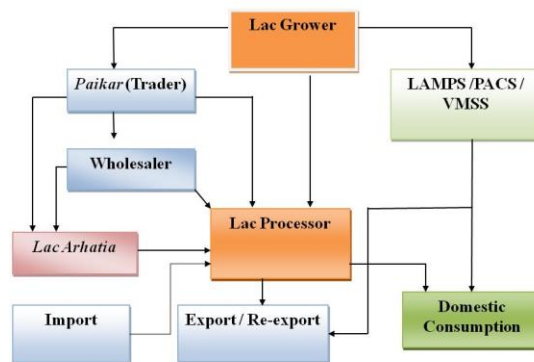 Lac Grower
Paikar (Trader)
LAMPS /PACS /
VMSS
Wholesaler
Lac Processor
Lac Arhatia
Import
Export / Re-export
Domestic
Consumption